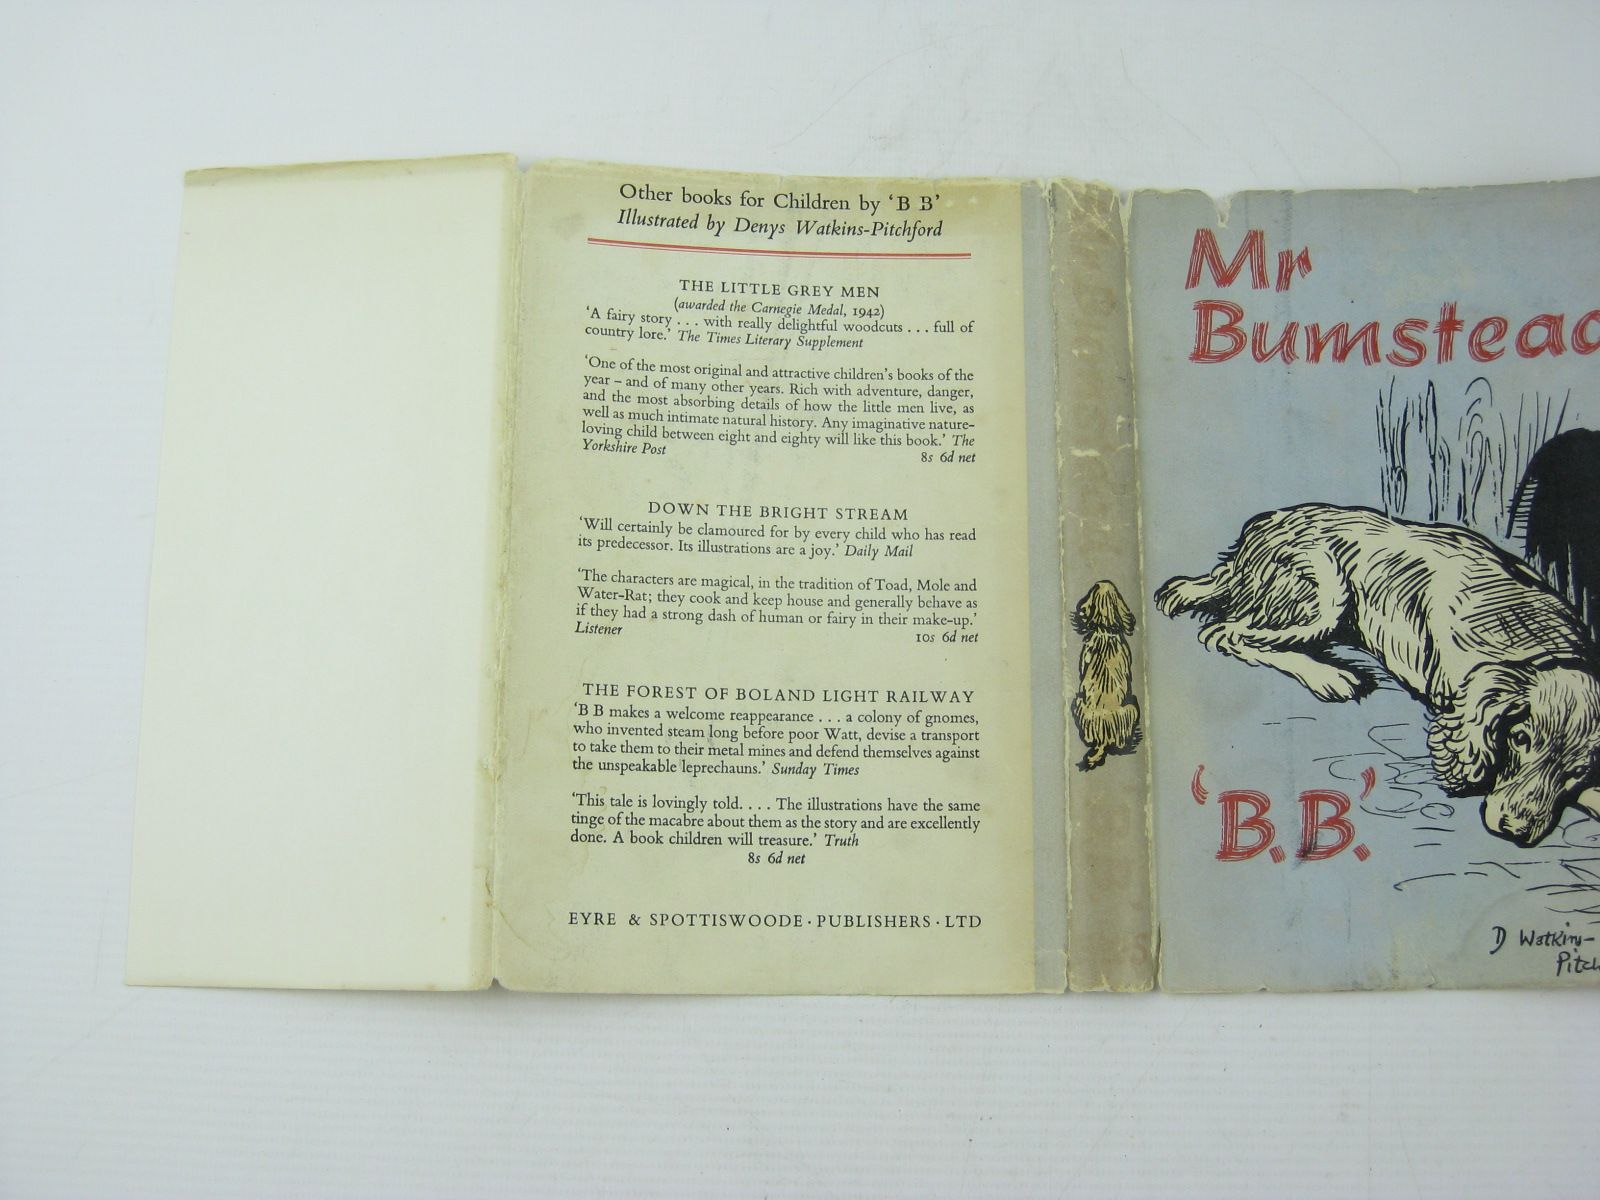 Other books for Children by ‘B B’
Illustrated by Denys Watkins-Pitchford
THE LITTLE GREY MEN
(awarded the Carnegie Medal, 1942)
‘A fairy story . . . with really delightful woodcuts . . . full of
country lore.’ The Times Literary Supplement
‘One of the most original and attractive children’s books of the
year – and of many other years. Rich with adventure, danger,
and the most absorbing details of how the little men live, as
well as much intimate natural history. Any imaginative nature-
loving child between eight and eighty will like this book.’ The
Yorkshire Post 8s 6d net
DOWN THE BRIGHT STREAM
‘Will certainly be clamoured for by every child who has read
its predecessor. Its illustrations are a joy.’ Daily Mail
‘The characters are magical, in the tradition of Toad, Mole and
Water-Rat; they cook and keep house and generally behave as
if they had a strong dash of human or fairy in their make-up.’
Listener 10s 6d net
THE FOREST OF BOLAND LIGHT RAILWAY
‘B B makes a welcome reappearance . . . a colony of gnomes,
who invented steam long before poor Watt, devise a transport
to take them to their metal mines and defend themselves against
the unspeakable leprechauns.’ Sunday Times
‘This tale is lovingly told. . . . The illustrations have the same
tinge of the macabre about them as the story and are excellently
done. A book children will treasure.’ Truth
8s 6d net
EYRE & SPOTTISWOODE · PUBLISHERS · LTD
Mr
Bumstead
‘B.B.’
D Watkins-
Pitch